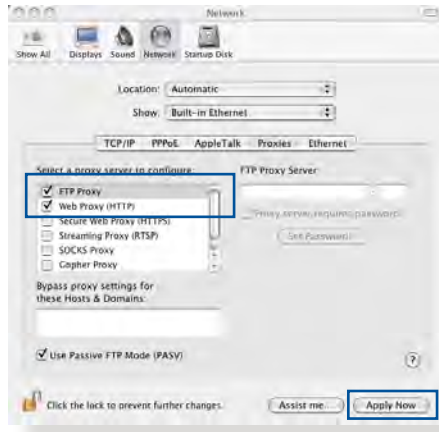 Network
Show All Displays Sound Network Startup Disk
Location: Automatic
Show: Built-in Ethernet
TCP/IP PPPoE AppleTalk Proxies Ethernet
Select a proxy server to configure: FTP Proxy Server
FTP Proxy
Web Proxy (HTTP)
Secure Web Proxy (HTTPS)
Streaming Proxy (RTSP)
SOCKS Proxy
Gopher Proxy
Proxy server requires password
Set Password
Bypass proxy settings for
these Hosts & Domains:
Use Passive FTP Mode (PASV)
?
Click the lock to prevent further changes.
Assist me
Apply Now